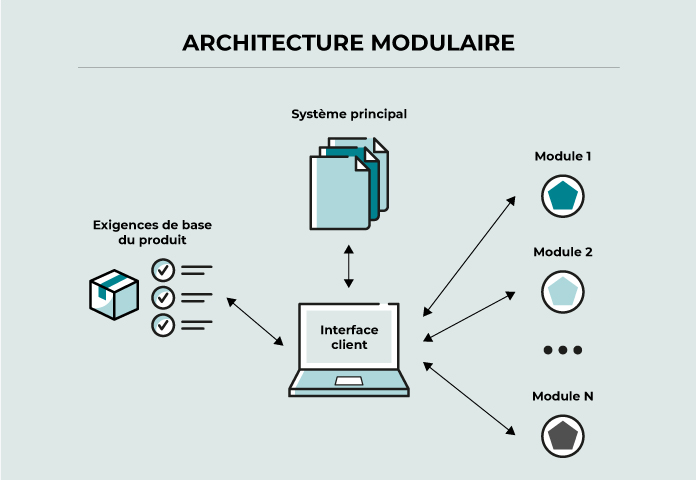 ARCHITECTURE MODULAIRE
Système principal
Module 1
Exigences de base
du produit
Module 2
Interface
client
Module N